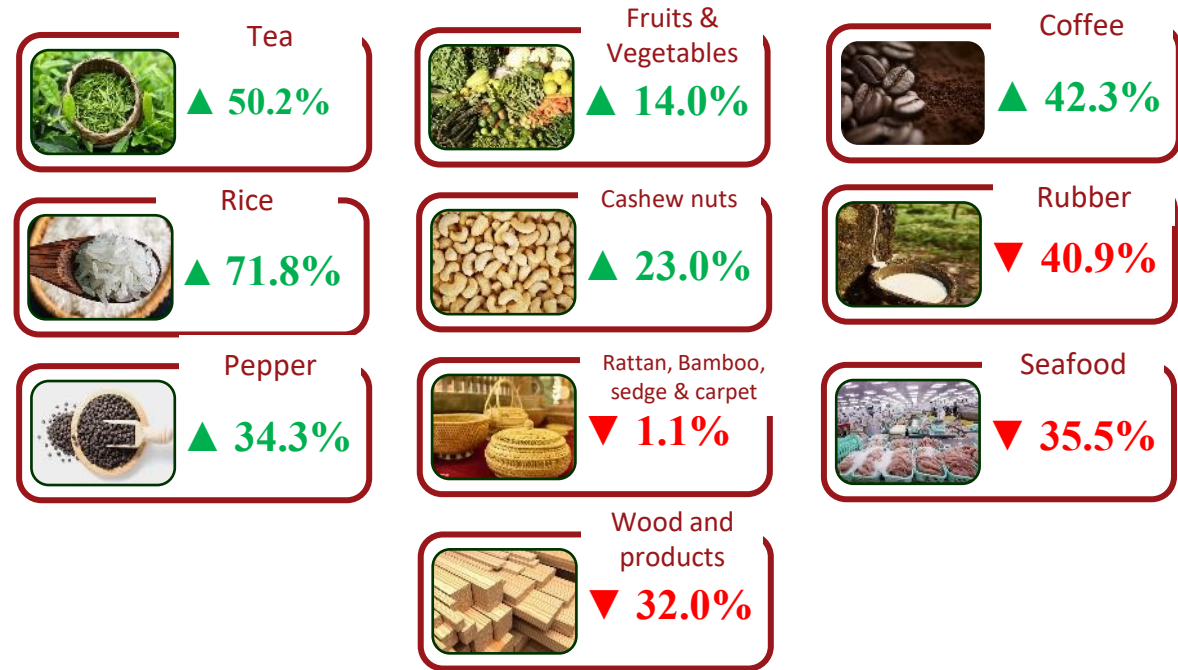 Tea
▲ 50.2%
Fruits &
Vegetables
▲ 14.0%
Coffee
▲ 42.3%
Rice
▲ 71.8%
Cashew nuts
▲ 23.0%
Rubber
▼ 40.9%
Pepper
▲ 34.3%
Rattan, Bamboo,
sedge & carpet
▼ 1.1%
Seafood
▼ 35.5%
Wood and
products
▼ 32.0%